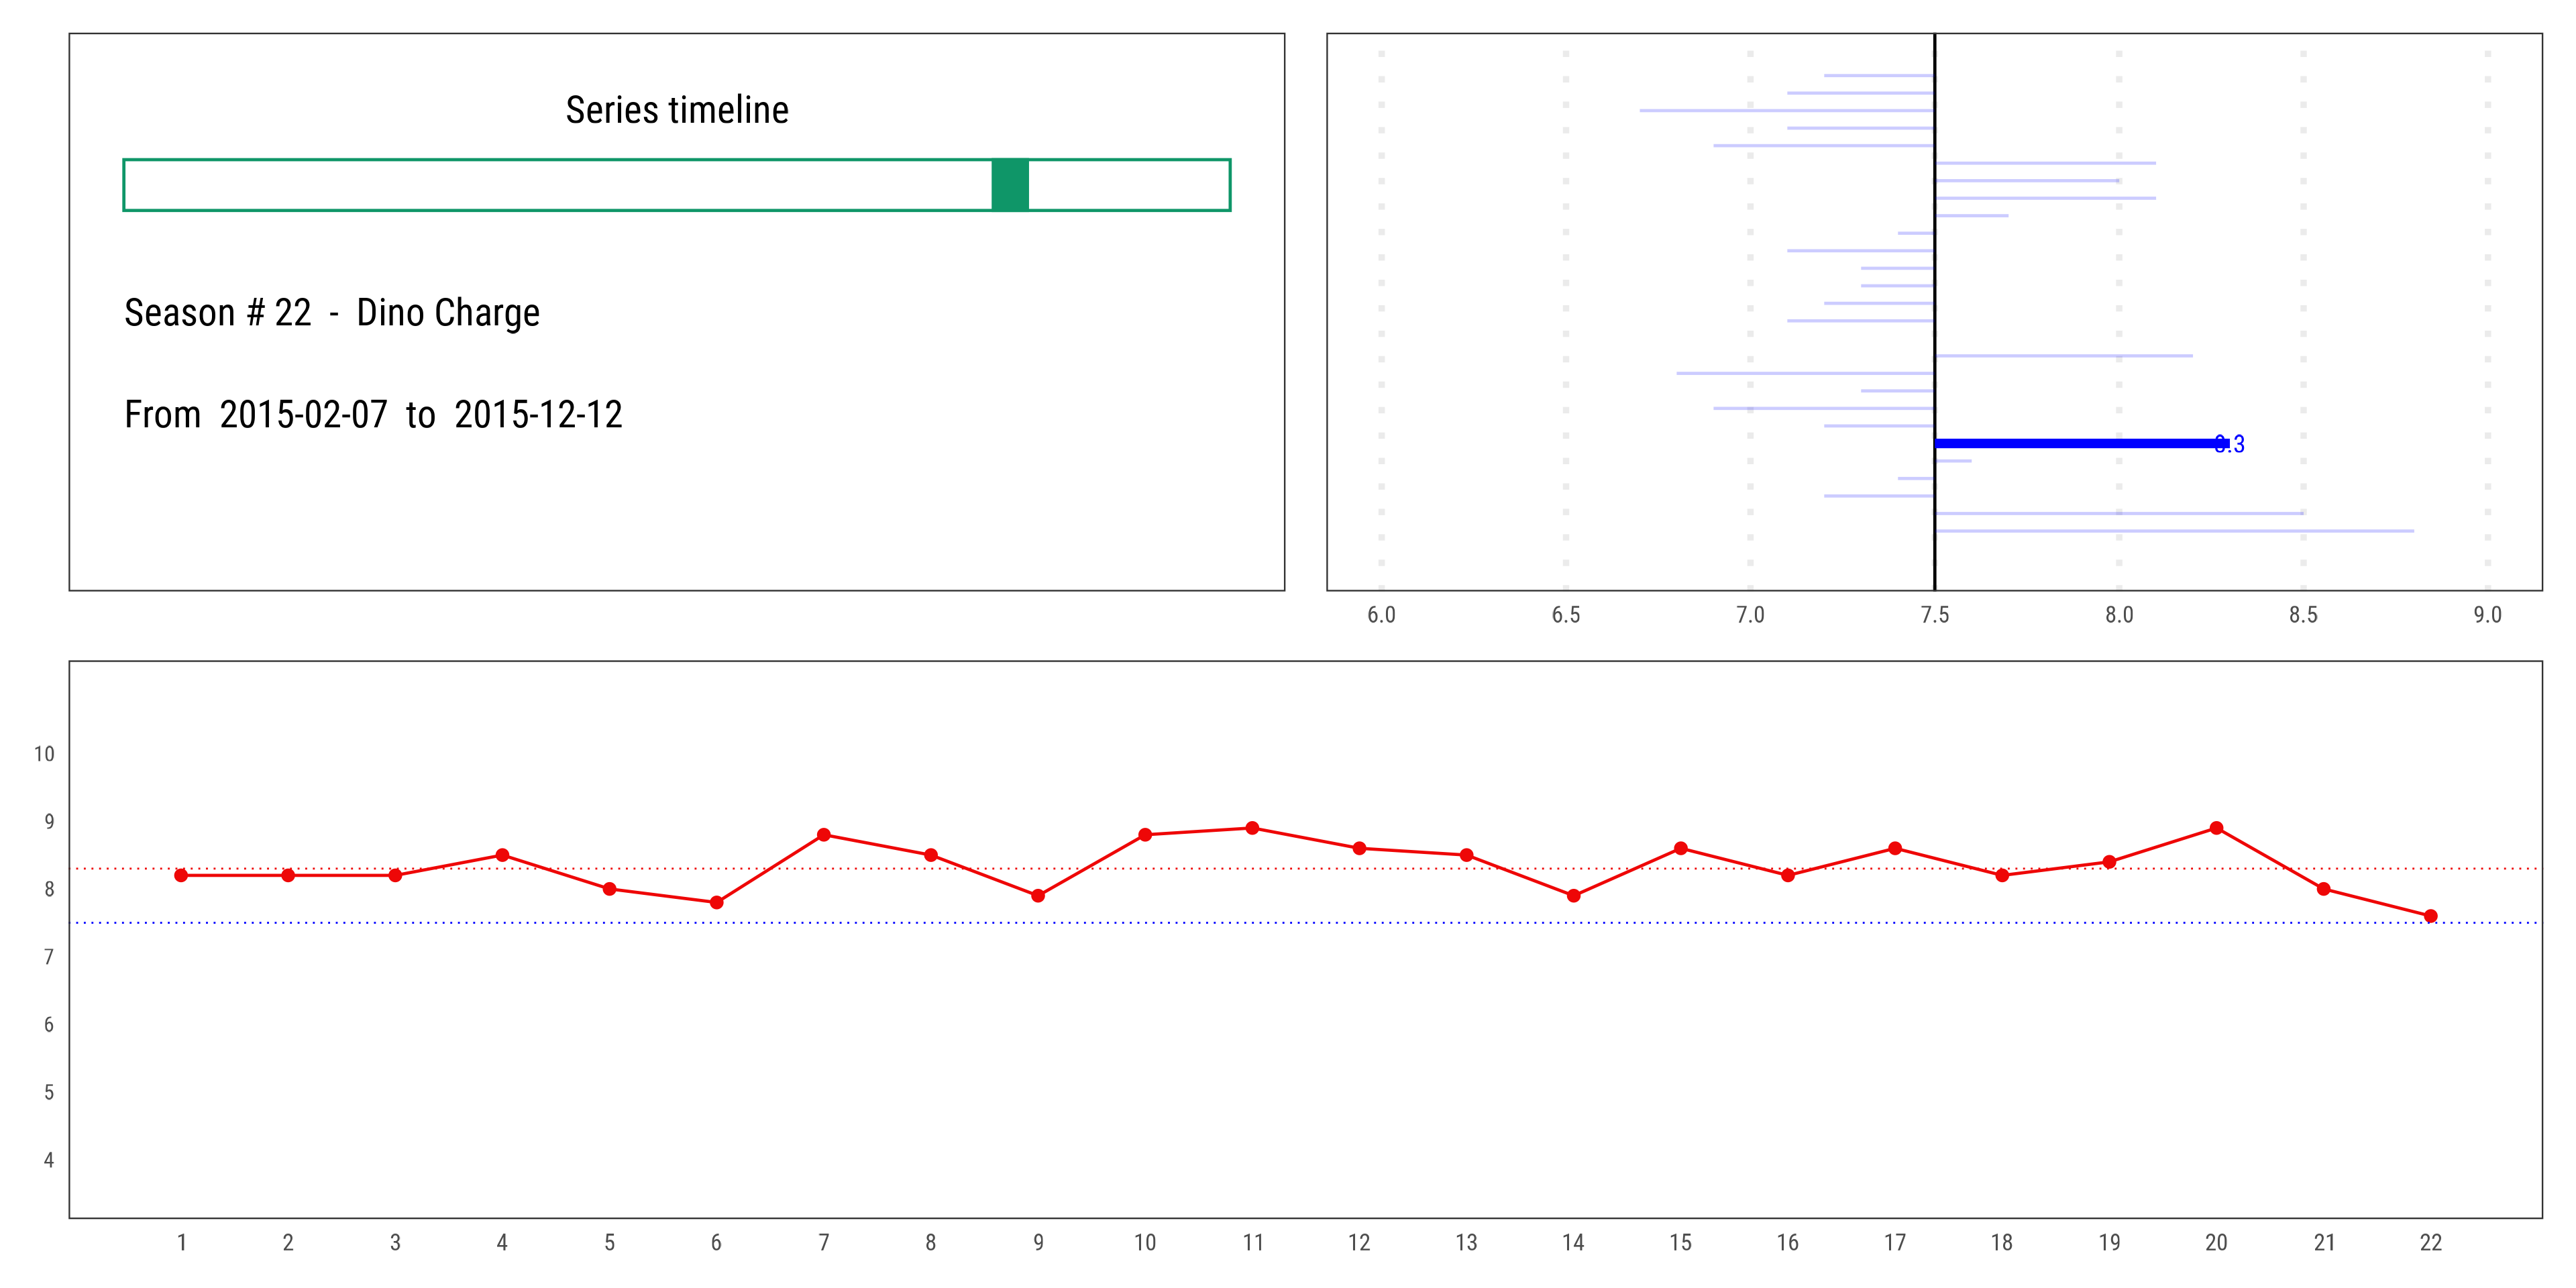 Series timeline
Season # 22 - Dino Charge
From 2015-02-07 to 2015-12-12
8.3
6.0 6.5 7.0 7.5 8.0 8.5 9.0
10
9
8
7
6
5
4
1 2 3 4 5 6 7 8 9 10 11 12 13 14 15 16 17 18 19 20 21 22